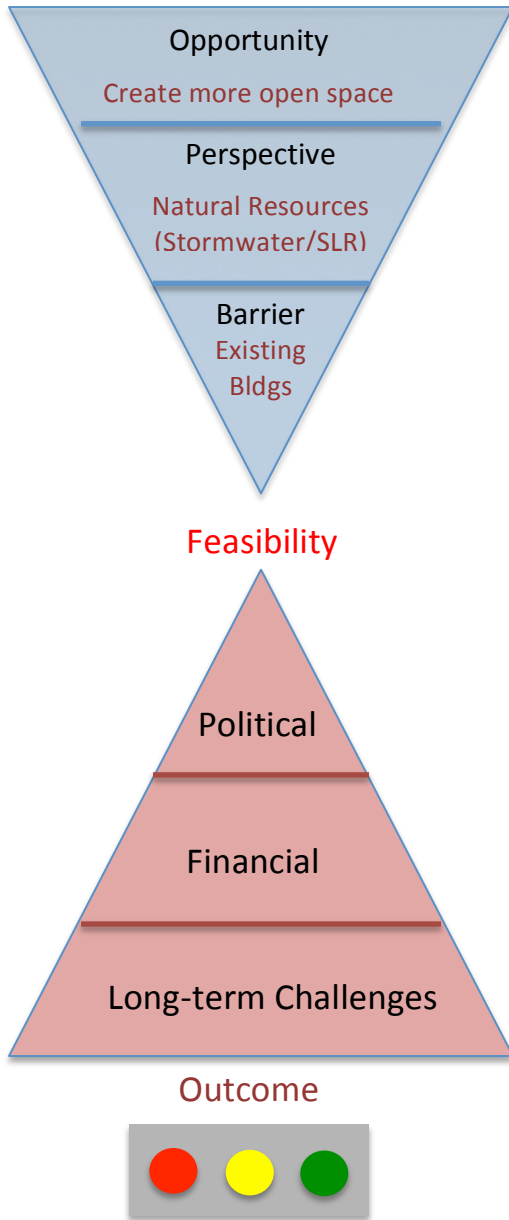 Opportunity
Create more open space
Perspective
Natural Resources
(Stormwater/SLR)
Barrier
Existing
Bldgs
Feasibility
Political
Financial
Long-term Challenges
Outcome